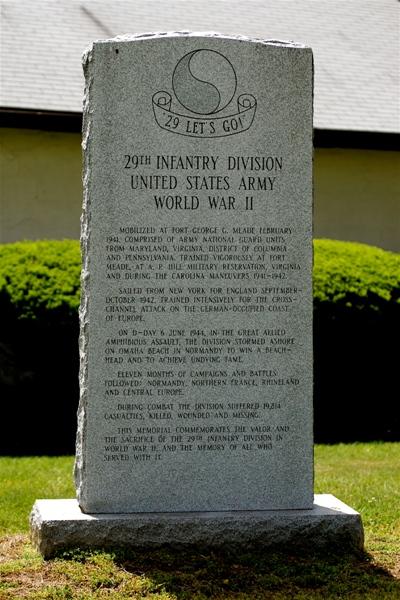 29 LET'S GO!
29TH INFANTRY DIVISION
UNITED STATES ARMY
WORLD WAR II
MOBILIZED AT FORT GEORGE G. MEADE FEBRUARY
1941. COMPRISED OF ARMY NATIONAL GUARD UNITS
FROM MARYLAND, VIRGINIA, DISTRICT OF COLUMBIA
AND PENNSYLVANIA. TRAINED VIGOROUSLY AT FORT
MEADE, AT A. P. HILL MILITARY RESERVATION, VIRGINIA
AND DURING THE CAROLINA MANEUVERS 1941-1942.
SAILED FROM NEW YORK FOR ENGLAND SEPTEMBER-
OCTOBER 1942. TRAINED INTENSIVELY FOR THE CROSS-
CHANNEL ATTACK ON THE GERMAN-OCCUPIED COAST
OF EUROPE.
ON D-DAY 6 JUNE 1944, IN THE GREAT ALLIED
AMPHIBIOUS ASSAULT, THE DIVISION STORMED ASHORE
ON OMAHA BEACH IN NORMANDY TO WIN A BEACH-
HEAD AND TO ACHIEVE UNDYING FAME.
ELEVEN MONTHS OF CAMPAIGNS AND BATTLES
FOLLOWED: NORMANDY, NORTHERN FRANCE, RHINELAND
AND CENTRAL EUROPE.
DURING COMBAT THE DIVISION SUFFERED 19,814
CASUALTIES, KILLED, WOUNDED AND MISSING.
THIS MEMORIAL COMMEMORATES THE VALOR AND
THE SACRIFICE OF THE 29TH INFANTRY DIVISION IN
WORLD WAR II, AND THE MEMORY OF ALL WHO
SERVED WITH IT.